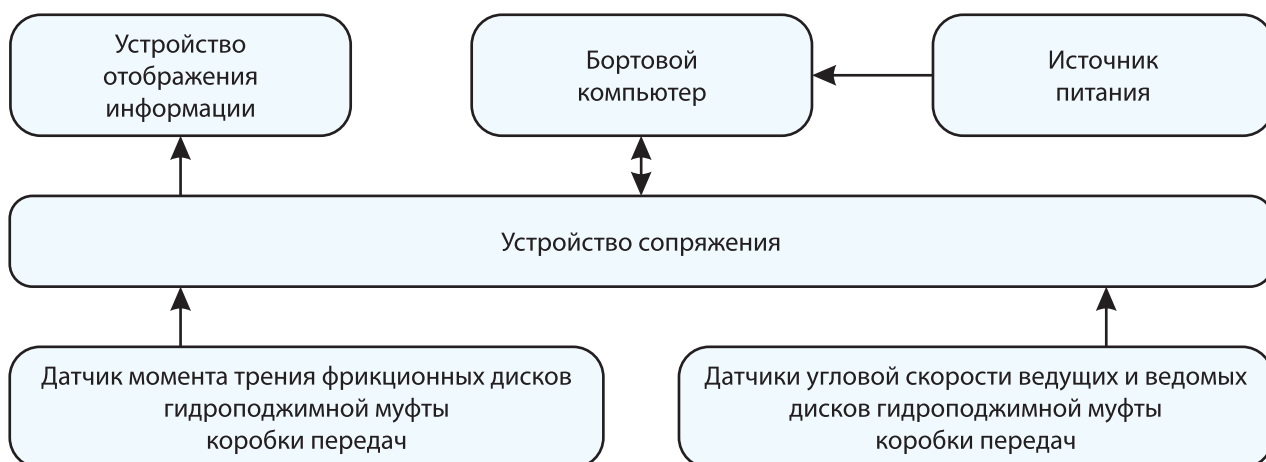 Устройство
отображения
информации
Бортовой
компьютер
Источник
питания
Устройство сопряжения
Датчик момента трения фрикционных дисков
гидроподжимной муфты
коробки передач
Датчики угловой скорости ведущих и ведомых
дисков гидроподжимной муфты
коробки передач